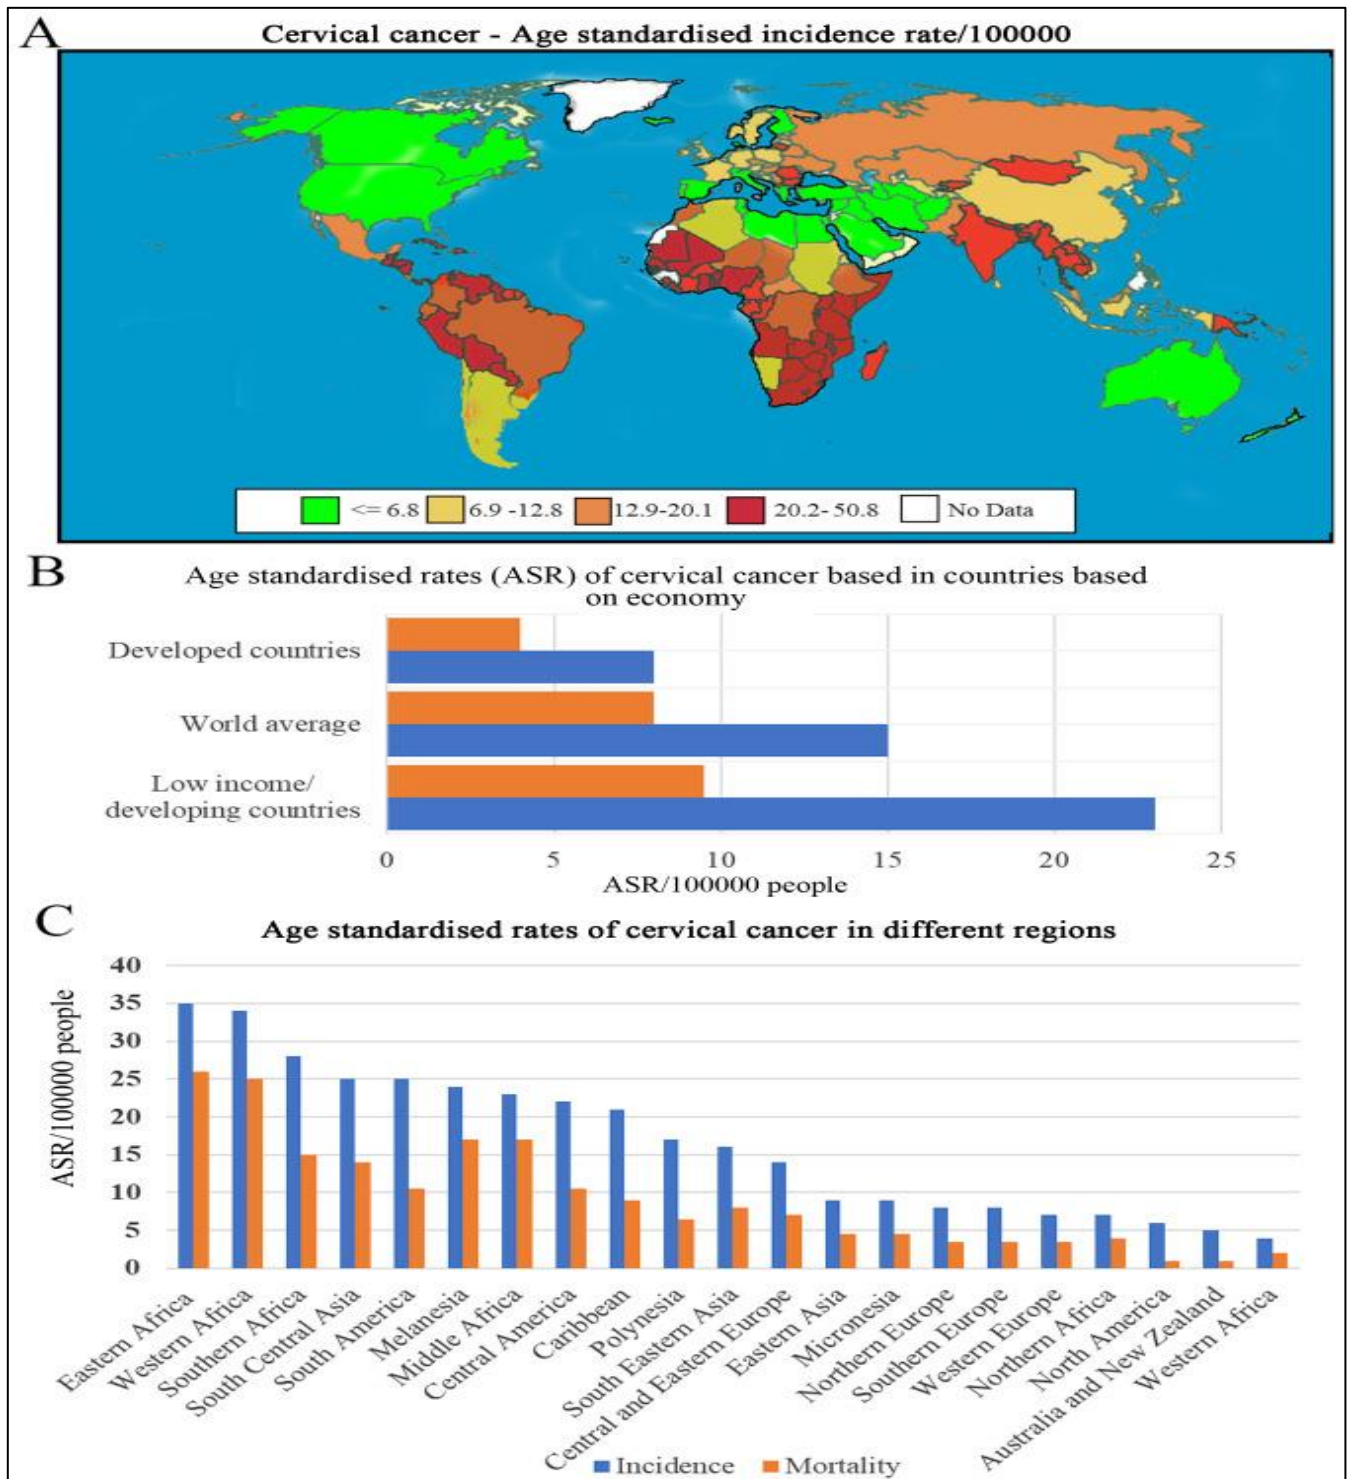 A
Cervical cancer - Age standardised incidence rate/100000
<= 6.8 6.9 -12.8 12.9-20.1 20.2- 50.8 No Data
B
Age standardised rates (ASR) of cervical cancer based in countries based
on economy
Developed countries
World average
Low income/
developing countries
0 5 10 15 20 25
ASR/100000 people
C
Age standardised rates of cervical cancer in different regions
ASR/100000 people
40
35
30
25
20
15
10
5
0
Eastern Africa
Western Africa
Southern Africa
South Central Asia
South America
Melanesia
Middle Africa
Central America
Caribbean
Polynesia
South Eastern Asia
Central and Eastern Europe
Eastern Asia
Micronesia
Northern Europe
Southern Europe
Western Europe
Northern Africa
North America
Australia and New Zealand
Western Africa
Incidence Mortality